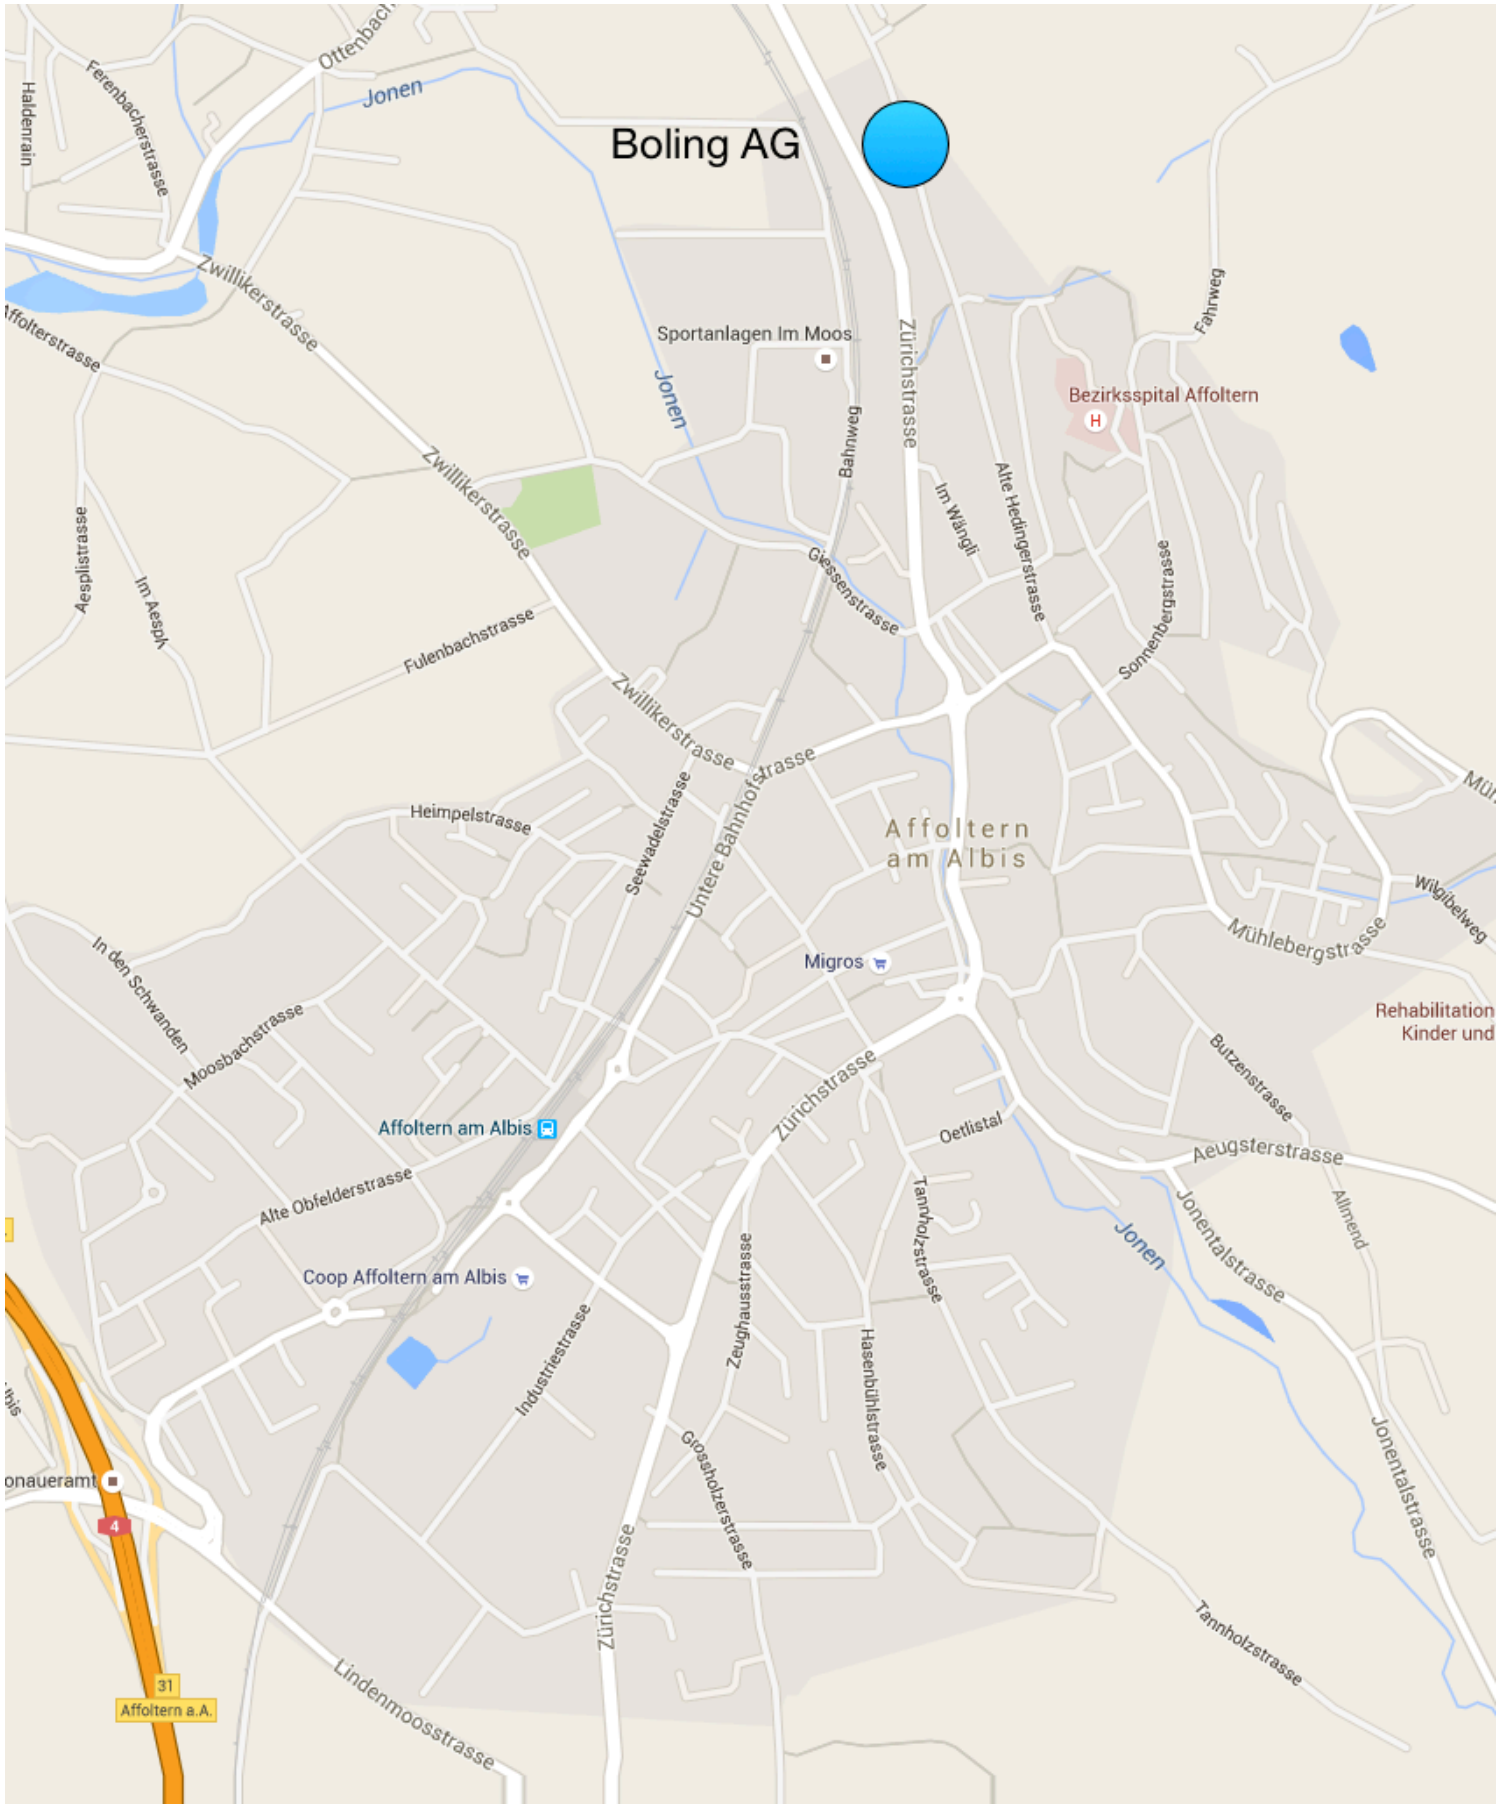 Ottenbach
Haldenrain
Ferenbacherstrasse
Jonen
Boling AG
Zwillikerstrasse
Affolterstrasse
Fahrweg
Zürichstrasse
Sportanlagen Im Moos
Jonen
Bezirksspital Affoltern
H
Bahnweg
Zwillikerstrasse
Alte Hedingerstrasse
Im Wängli
Aesplistrasse
Im Aespli
Giessenstrasse
Sonnenbergstrasse
Fulenbachstrasse
Zwillikerstrasse
Untere Bahnhofstrasse
Müh
Heimpelstrasse
Seewadelstrasse
Affoltern
am Albis
Wilgibelweg
Mühlebergstrasse
In den Schwanden
Migros
Moosbachstrasse
Rehabilitation
Kinder und
Butzenstrasse
Zürichstrasse
Affoltern am Albis
Oetlistal
Aeugsterstrasse
Alte Obfelderstrasse
Tannholzstrasse
Jonentalstrasse
Allmend
Jonen
Zeughausstrasse
Coop Affoltern am Albis
Industriestrasse
Hasenbühlstrasse
Grossholzerstrasse
Jonentalstrasse
lbis
onaueramt
4
Zürichstrasse
Tannholzstrasse
31
Affoltern a.A.
Lindenmoosstrasse